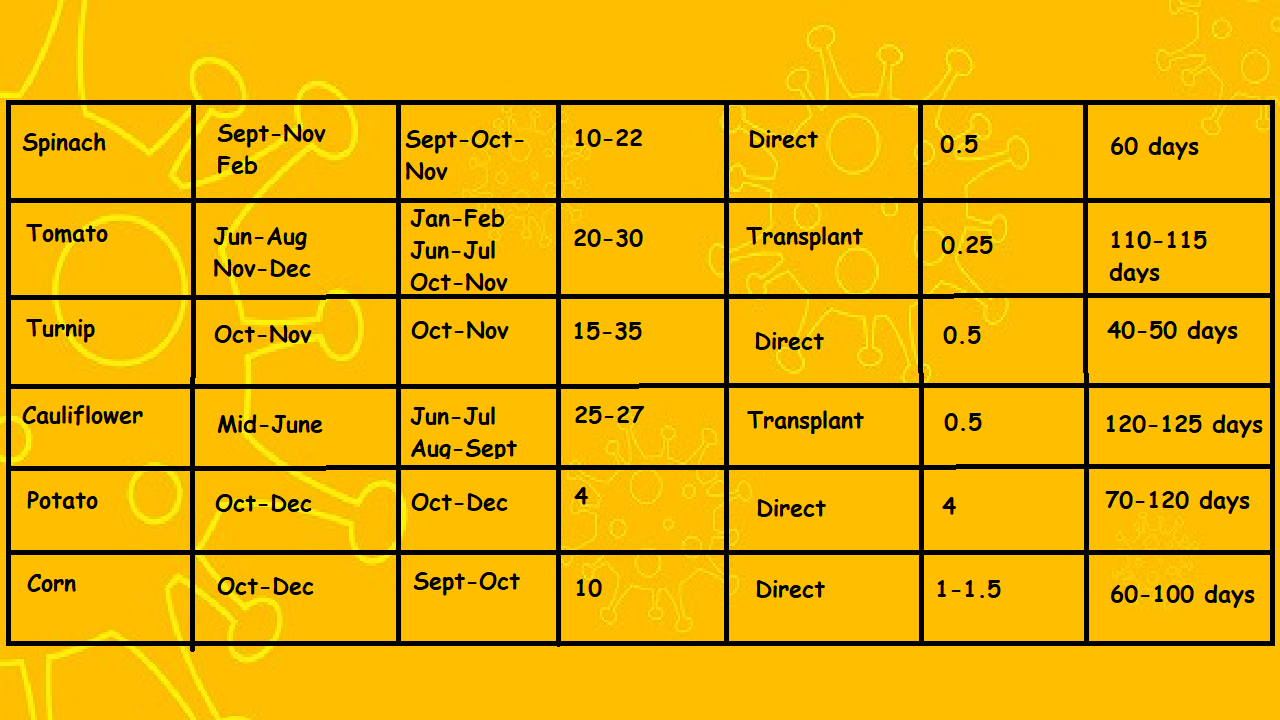 Spinach
Sept-Nov
Feb
Sept-Oct-
Nov
10-22
Direct
0.5
60 days
Tomato
Jun-Aug
Nov-Dec
Jan-Feb
Jun-Jul
Oct-Nov
20-30
Transplant
0.25
110-115
days
Turnip
Oct-Nov
Oct-Nov
15-35
Direct
0.5
40-50 days
Cauliflower
Mid-June
Jun-Jul
Aug-Sept
25-27
Transplant
0.5
120-125 days
Potato
Oct-Dec
Oct-Dec
4
Direct
4
70-120 days
Corn
Oct-Dec
Sept-Oct
10
Direct
1-1.5
60-100 days